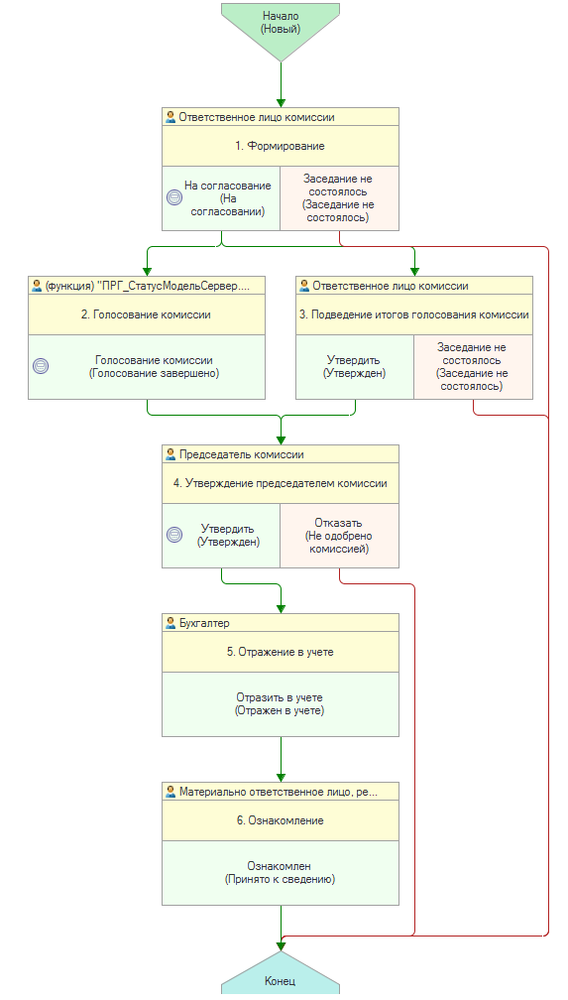 Начало
(Новый)
Ответственное лицо комиссии
1. Формирование
На согласование
(На
согласовании)
Заседание не
состоялось
(Заседание не
состоялось)
(функция) "ПРГ_СтатусМодельСервер....
2. Голосование комиссии
Голосование комиссии
(Голосование завершено)
Ответственное лицо комиссии
3. Подведение итогов голосования комиссии
Утвердить
(Утвержден)
Заседание не
состоялось
(Заседание не
состоялось)
Председатель комиссии
4. Утверждение председателем комиссии
Утвердить
(Утвержден)
Отказать
(Не одобрено
комиссией)
Бухгалтер
5. Отражение в учете
Отразить в учете
(Отражен в учете)
Материально ответственное лицо, ре...
6. Ознакомление
Ознакомлен
(Принято к сведению)
Конец